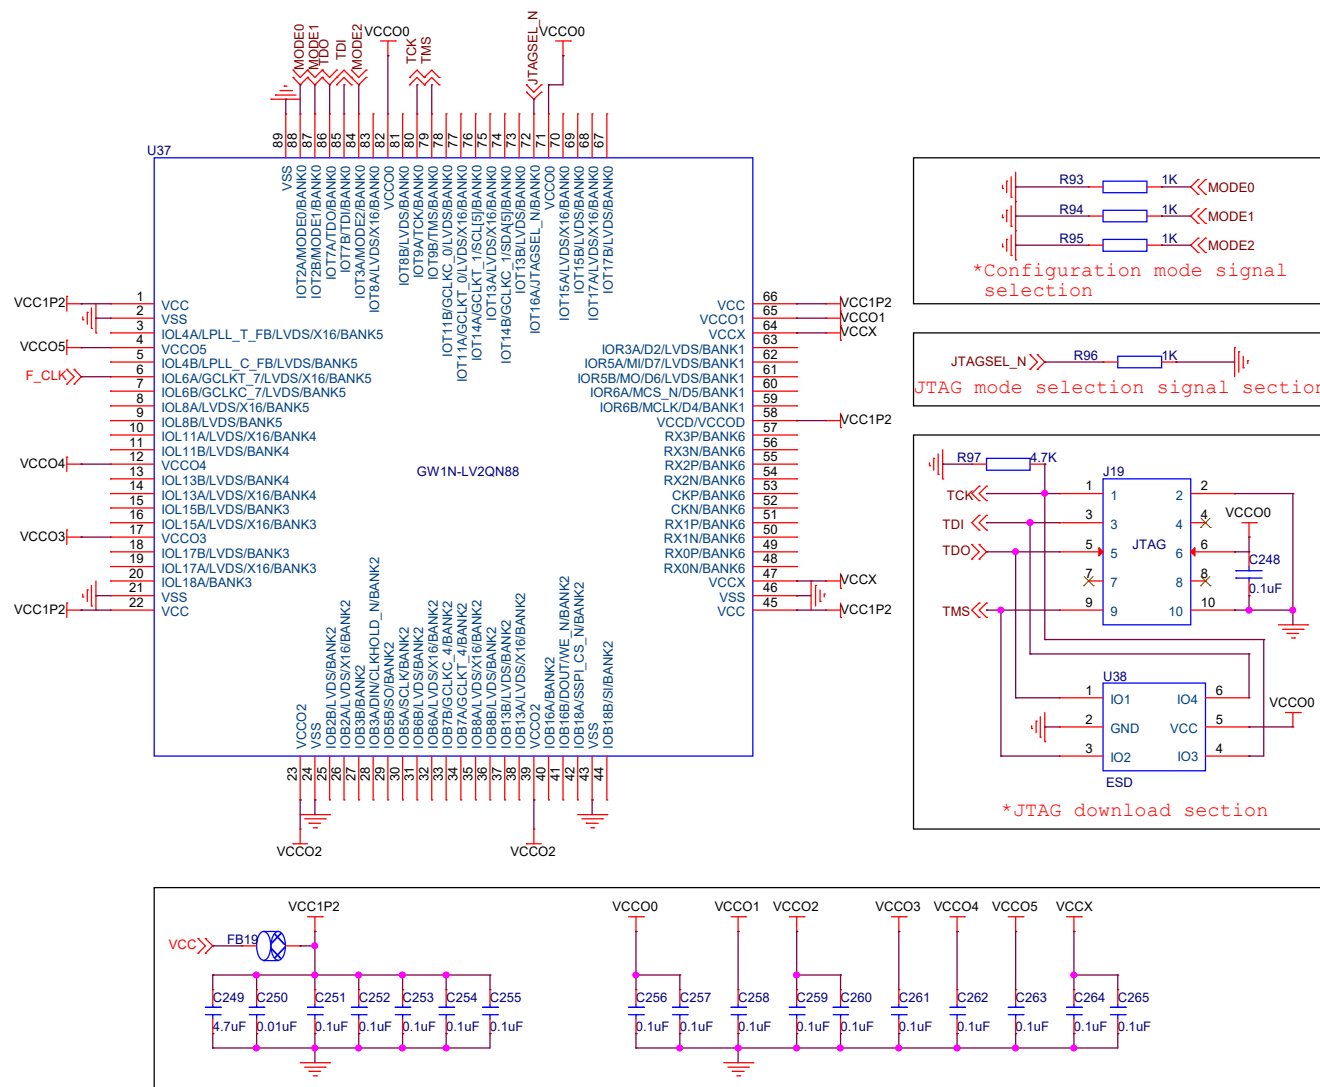 MODE0
MODE1
TDO
TDI
MODE2
VCCO0
TCK
TMS
JTAGSEL_N
VCCO0
89
88
87
86
85
84
83
82
81
80
79
78
77
76
75
74
73
72
71
70
69
68
67
U37
VSS
IOT2A/MODE0/BANK0
IOT2B/MODE1/BANK0
IOT7A/TDO/BANK0
IOT7B/TDI/BANK0
IOT3A/MODE2/BANK0
IOT8A/LVDS/X16/BANK0
VCCO0
IOT8B/LVDS/BANK0
IOT9A/TCK/BANK0
IOT9B/TMS/BANK0
IOT11B/GCLKC_0/LVDS/BANK0
IOT11A/GCLKT_0/LVDS/X16/BANK0
IOT14A/GCLKT_1/SCL[5]/BANK0
IOT13A/LVDS/X16/BANK0
IOT14B/GCLKC_1/SDA[5]/BANK0
IOT13B/LVDS/BANK0
IOT16A/JTAGSEL_N/BANK0
VCCO0
IOT15A/LVDS/X16/BANK0
IOT15B/LVDS/BANK0
IOT17A/LVDS/X16/BANK0
IOT17B/LVDS/BANK0
VCC1P2 1 VCC
2 VSS
3 IOL4A/LPLL_T_FB/LVDS/X16/BANK5
VCCO5 4 VCCO5
5 IOL4B/LPLL_C_FB/LVDS/BANK5
F_CLK 6 IOL6A/GCLKT_7/LVDS/X16/BANK5
7 IOL6B/GCLKC_7/LVDS/BANK5
8 IOL8A/LVDS/X16/BANK5
9 IOL8B/LVDS/BANK5
10 IOL11A/LVDS/X16/BANK4
11 IOL11B/LVDS/BANK4
VCCO4 12 VCCO4
13 IOL13B/LVDS/BANK4
14 IOL13A/LVDS/X16/BANK4
15 IOL15B/LVDS/BANK3
16 IOL15A/LVDS/X16/BANK3
VCCO3 17 VCCO3
18 IOL17B/LVDS/BANK3
19 IOL17A/LVDS/X16/BANK3
20 IOL18A/BANK3
21 VSS
VCC1P2 22 VCC
GW1N-LV2QN88
VCC 66 VCC1P2
VCCO1 65 VCCO1
VCCX 64 VCCX
IOR3A/D2/LVDS/BANK1 63
IOR5A/MI/D7/LVDS/BANK1 62
IOR5B/MO/D6/LVDS/BANK1 61
IOR6A/MCS_N/D5/BANK1 60
IOR6B/MCLK/D4/BANK1 59
VCCD/VCCOD 58 VCC1P2
RX3P/BANK6 57
RX3N/BANK6 56
RX2P/BANK6 55
RX2N/BANK6 54
CKP/BANK6 53
CKN/BANK6 52
RX1P/BANK6 51
RX1N/BANK6 50
RX0P/BANK6 49
RX0N/BANK6 48
VCCX 47 VCCX
VSS 46
VCC 45 VCC1P2
VCCO2
VSS
IOB2B/LVDS/BANK2
IOB2A/LVDS/X16/BANK2
IOB3B/BANK2
IOB3A/DIN/CLKHOLD_N/BANK2
IOB5B/SO/BANK2
IOB5A/SCLK/BANK2
IOB6B/LVDS/BANK2
IOB6A/LVDS/X16/BANK2
IOB7B/GCLKC_4/BANK2
IOB7A/GCLKT_4/BANK2
IOB8A/LVDS/X16/BANK2
IOB8B/LVDS/BANK2
IOB13B/LVDS/BANK2
IOB13A/LVDS/X16/BANK2
VCCO2
IOB16A/BANK2
IOB16B/DOUT/WE_N/BANK2
IOB18A/SSPI_CS_N/BANK2
VSS
IOB18B/SI/BANK2
23
24
25
26
27
28
29
30
31
32
33
34
35
36
37
38
39
40
41
42
43
44
VCCO2
VCCO2
R93 1K MODE0
R94 1K MODE1
R95 1K MODE2
*Configuration mode signal
selection
JTAGSEL_N R96 1K
JTAG mode selection signal section
R97 4.7K
J19
TCK 1 1 2 2
TDI 3 3 4 4
VCCO0
TDO 5 5 JTAG 6 6
C248
0.1uF
7 7 8 8
TMS 9 9 10 10
U38
1 IO1 IO4 6
VCCO0
2 GND VCC 5
3 IO2 IO3 4
ESD
*JTAG download section
VCC1P2
VCC FB19
C249 C250 C251 C252 C253 C254 C255
4.7uF 0.01uF 0.1uF 0.1uF 0.1uF 0.1uF 0.1uF
VCCO0 VCCO1 VCCO2 VCCO3 VCCO4 VCCO5 VCCX
C256 C257 C258 C259 C260 C261 C262 C263 C264 C265
0.1uF 0.1uF 0.1uF 0.1uF 0.1uF 0.1uF 0.1uF 0.1uF 0.1uF 0.1uF